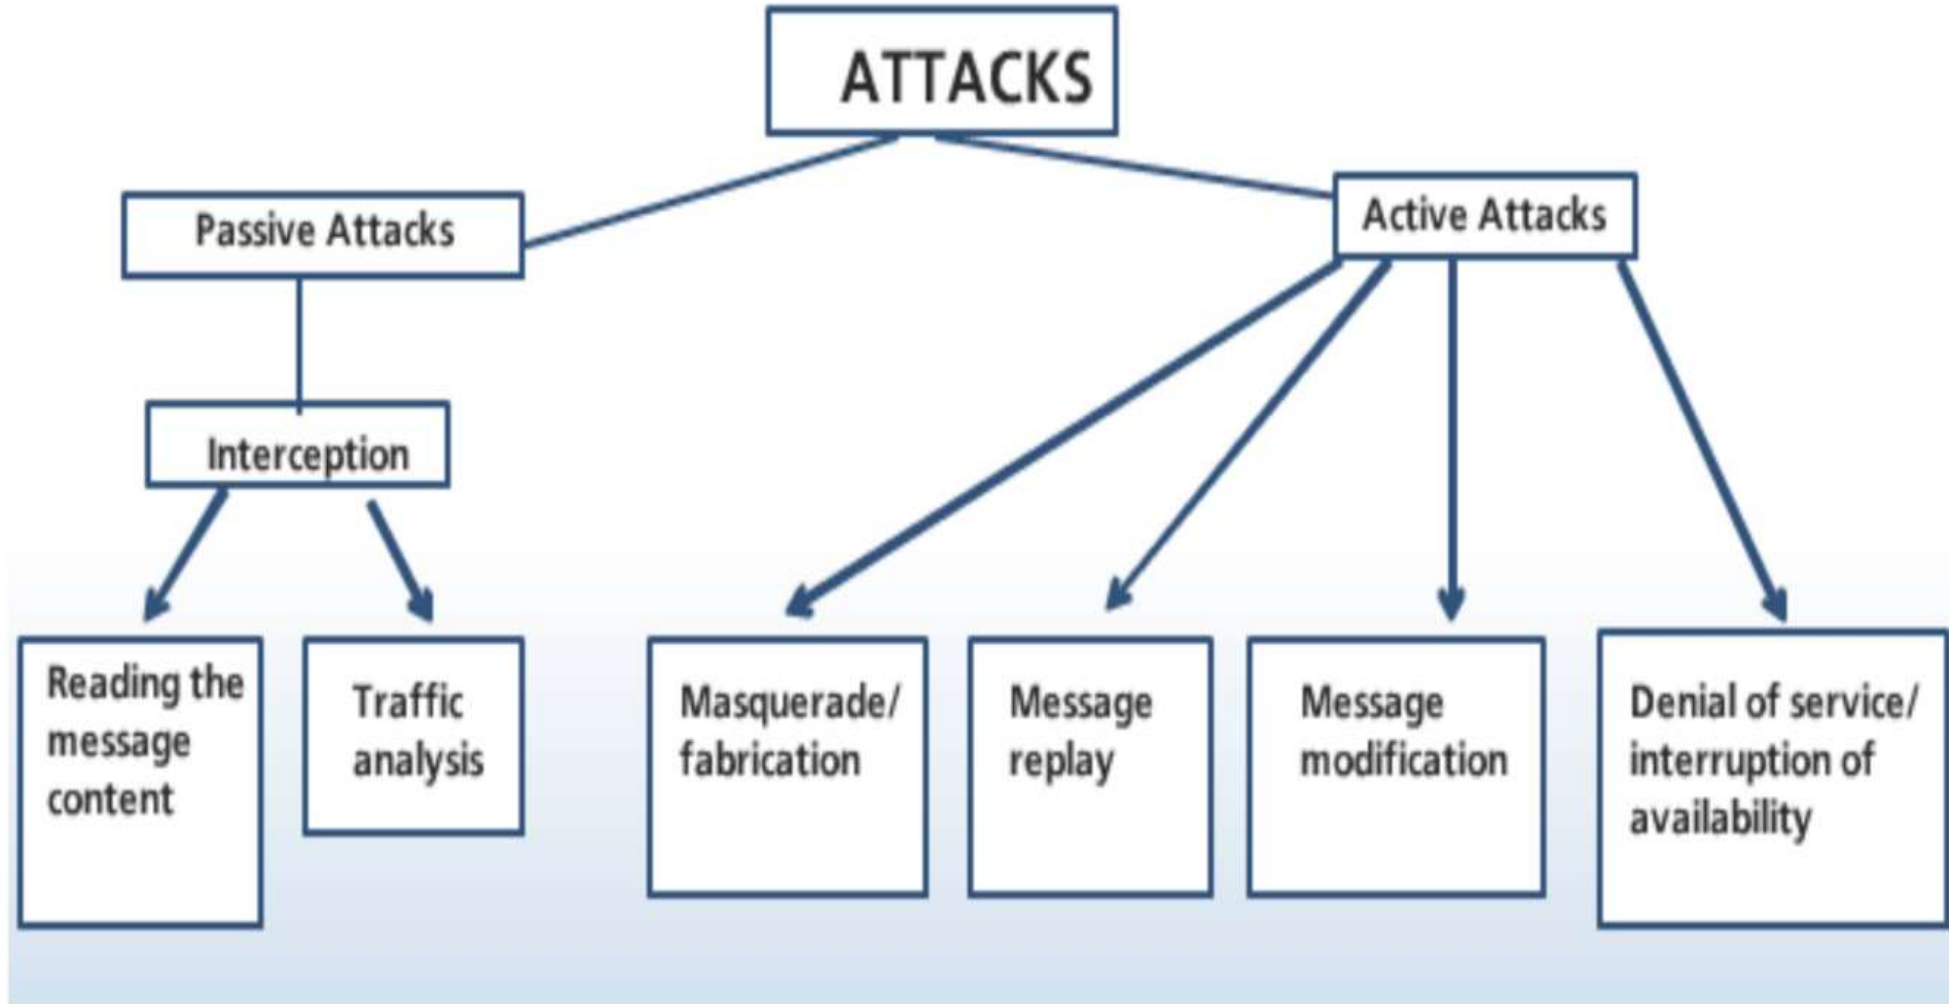 ATTACKS
Passive Attacks
Active Attacks
Interception
Reading the
message
content
Traffic
analysis
Masquerade/
fabrication
Message
replay
Message
modification
Denial of service/
interruption of
availability